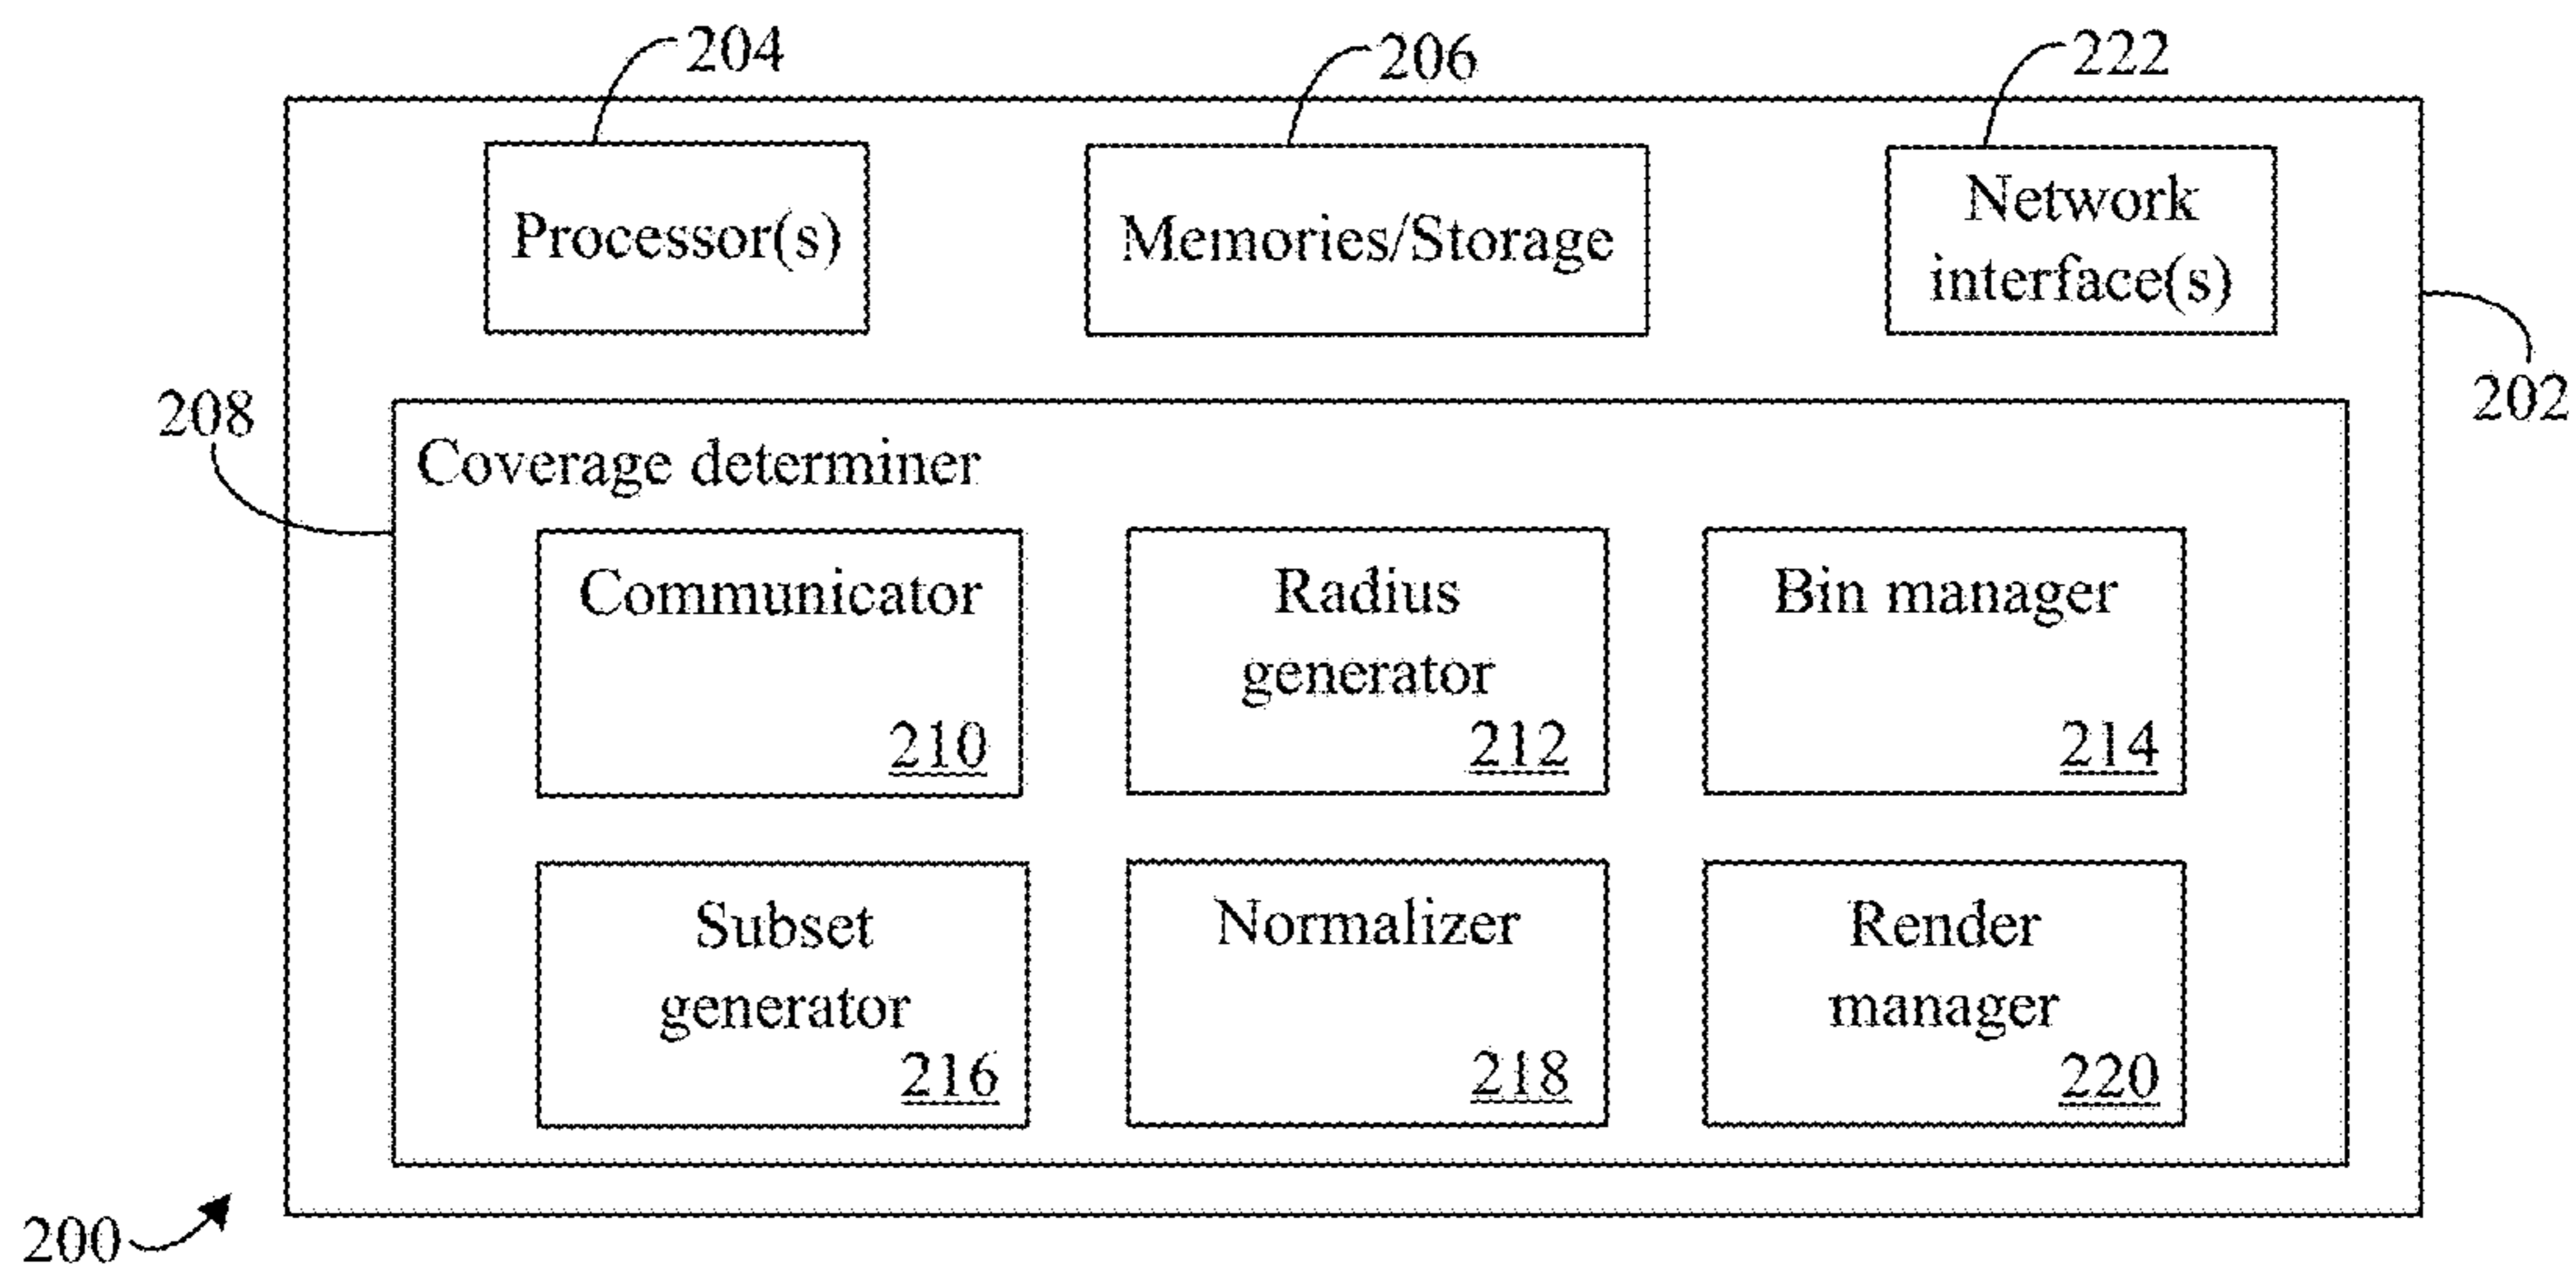 204
206
222
Processor(s)
Memories/Storage
Network
interface(s)
202
208
Coverage determiner
Communicator
210
Radius
generator
212
Bin manager
214
Subset
generator
216
Normalizer
218
Render
manager
220
200